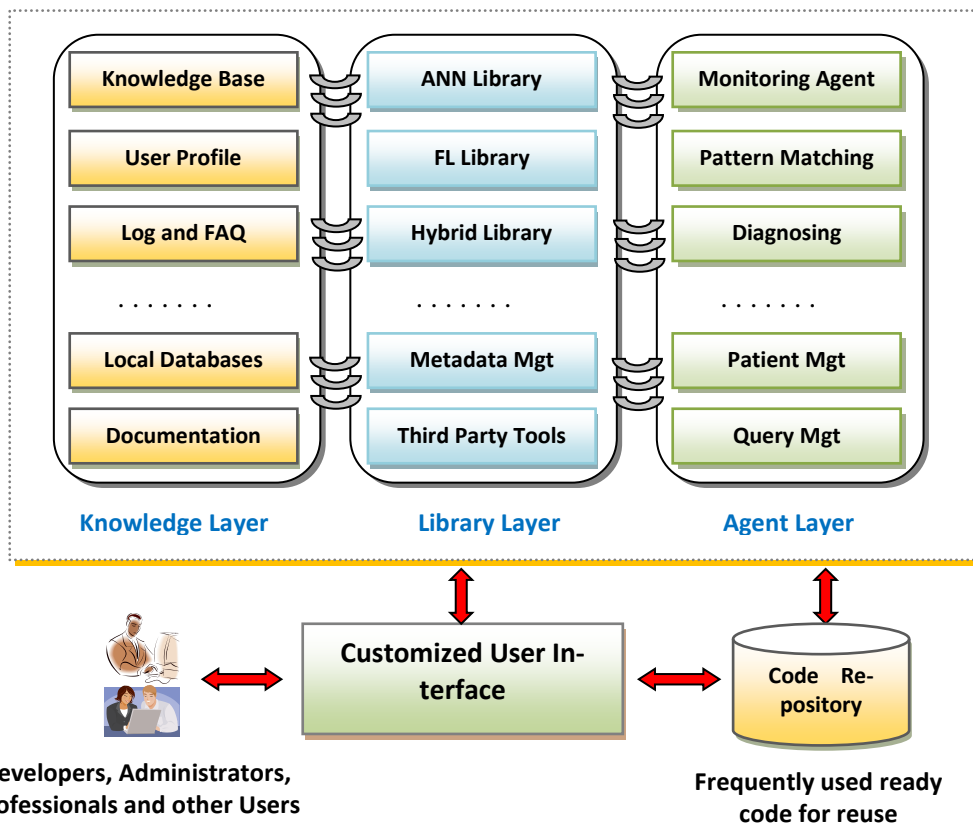 Knowledge Base
User Profile
Log and FAQ
. . . . . . .
Local Databases
Documentation
Knowledge Layer
ANN Library
FL Library
Hybrid Library
. . . . . . .
Metadata Mgt
Third Party Tools
Library Layer
Monitoring Agent
Pattern Matching
Diagnosing
. . . . . . .
Patient Mgt
Query Mgt
Agent Layer
Customized User In-
terface
Code Re-
pository
evelopers, Administrators,
ofessionals and other Users
Frequently used ready
code for reuse